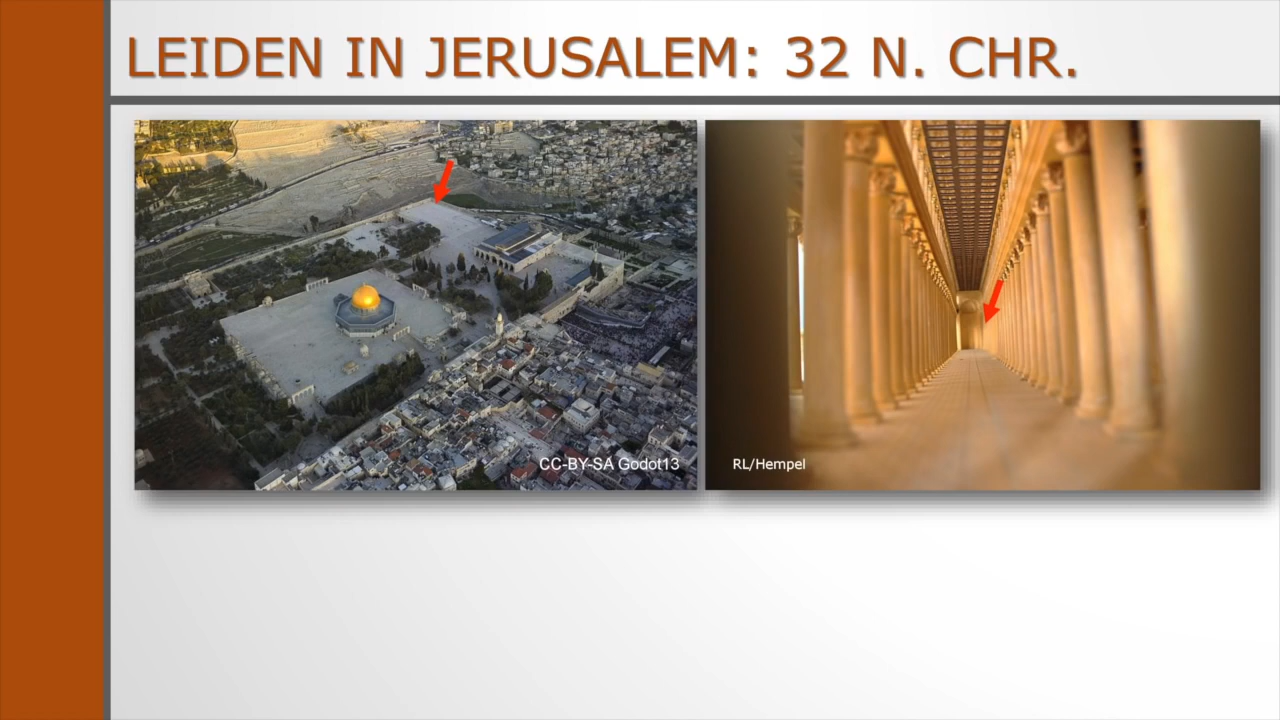 LEIDEN IN JERUSALEM: 32 N. CHR.
CC-BY-SA Godot13
RL/Hempel